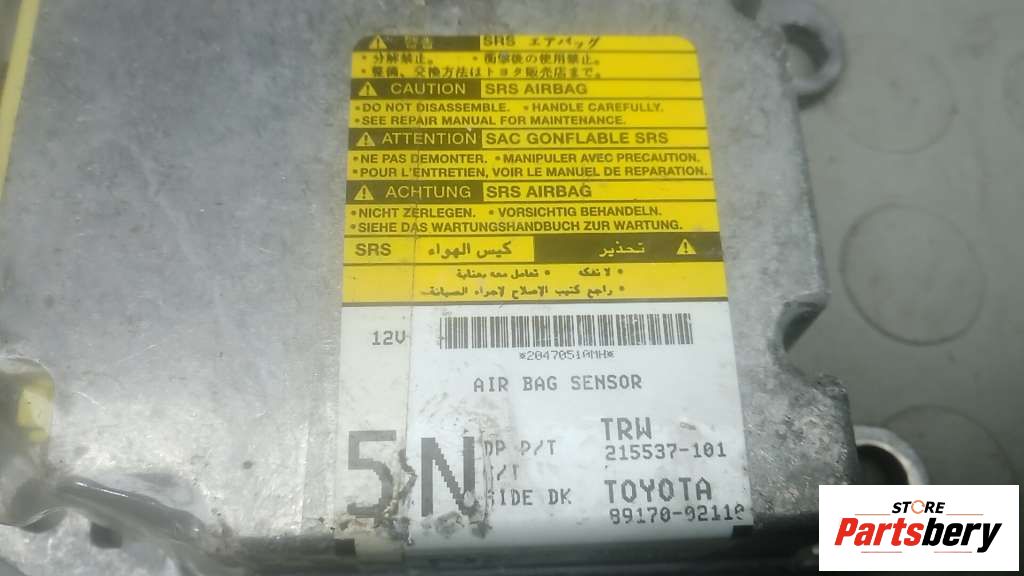 SRS エアバッグ
・分解禁止。 ・衝撃後の使用禁止。
・整備、交換方法はトヨタ販売店まで。
CAUTION SRS AIRBAG
•DO NOT DISASSEMBLE. •HANDLE CAREFULLY.
•SEE REPAIR MANUAL FOR MAINTENANCE.
ATTENTION SAC GONFLABLE SRS
•NE PAS DEMONTER. •MANIPULER AVEC PRECAUTION.
•POUR L'ENTRETIEN, VOIR LE MANUEL DE REPARATION.
ACHTUNG SRS AIRBAG
•NICHT ZERLEGEN. •VORSICHTIG BEHANDELN.
•SIEHE DAS WARTUNGSHANDBUCH ZUR WARTUNG.
تحذير كيس الهواء SRS
• لا تفكه • تعامل معه بعناية
• راجع كتيب الإصلاح لإجراء الصيانة.
12V
*2047051AMH*
AIR BAG SENSOR
5N
TRW
DP P/T 215537-101
/T
SIDE DK TOYOTA
89170-02110
STORE
Partsbery